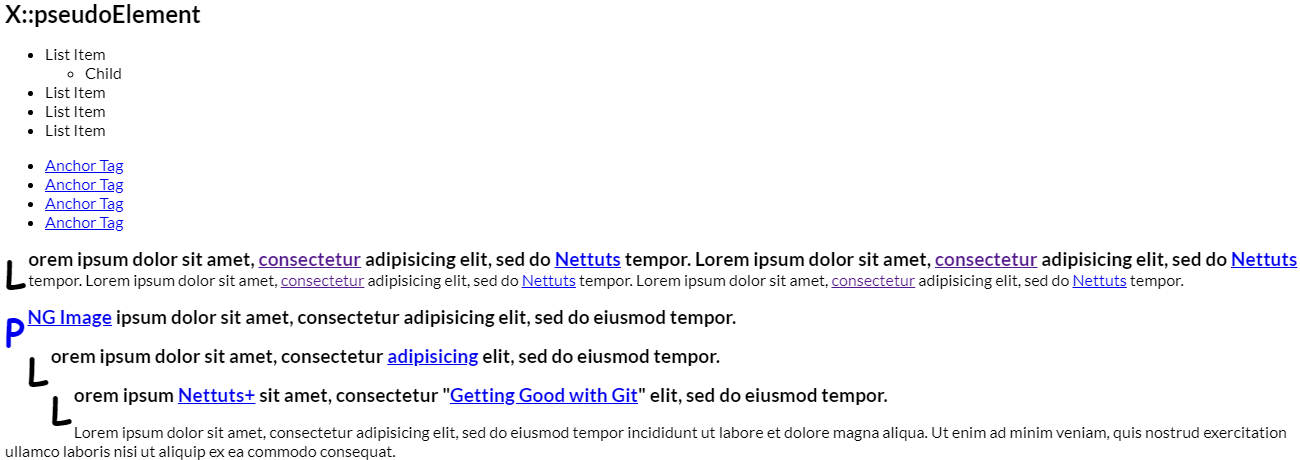 X::pseudoElement
List Item
Child
List Item
List Item
List Item
Anchor Tag
Anchor Tag
Anchor Tag
Anchor Tag
Lorem ipsum dolor sit amet, consectetur adipisicing elit, sed do Nettuts tempor. Lorem ipsum dolor sit amet, consectetur adipisicing elit, sed do Nettuts
tempor. Lorem ipsum dolor sit amet, consectetur adipisicing elit, sed do Nettuts tempor. Lorem ipsum dolor sit amet, consectetur adipisicing elit, sed do Nettuts tempor.
PNG Image ipsum dolor sit amet, consectetur adipisicing elit, sed do eiusmod tempor.
Lorem ipsum dolor sit amet, consectetur adipisicing elit, sed do eiusmod tempor.
Lorem ipsum Nettuts+ sit amet, consectetur "Getting Good with Git" elit, sed do eiusmod tempor.
Lorem ipsum dolor sit amet, consectetur adipisicing elit, sed do eiusmod tempor incididunt ut labore et dolore magna aliqua. Ut enim ad minim veniam, quis nostrud exercitation
ullamco laboris nisi ut aliquip ex ea commodo consequat.